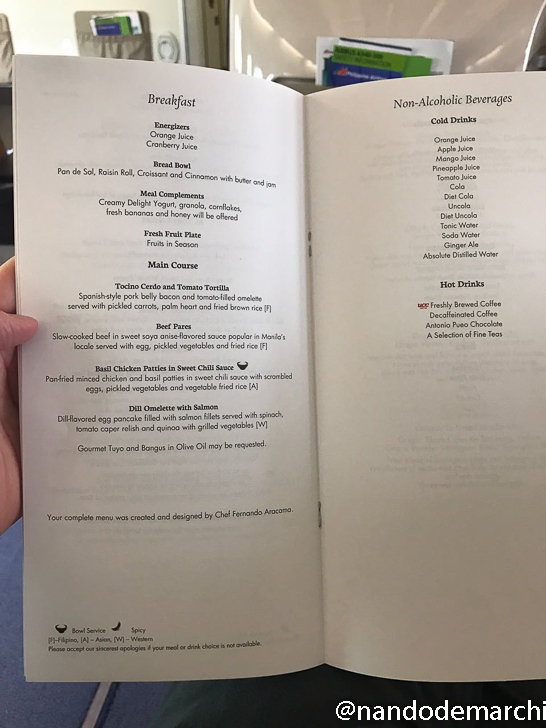 Breakfast
Energizers
Orange Juice
Cranberry Juice
Bread Bowl
Pan de Sol, Raisin Roll, Croissant and Cinnamon with butter and jam
Meal Complements
Creamy Delight Yogurt, granola, cornflakes,
fresh bananas and honey will be offered
Fresh Fruit Plate
Fruits in Season
Main Course
Tocino Cerdo and Tomato Tortilla
Spanish-style pork belly bacon and tomato-filled omelette
served with pickled carrots, palm heart and fried brown rice [F]
Beef Pares
Slow-cooked beef in sweet soya anise-flavored sauce popular in Manila's
locale served with egg, pickled vegetables and fried rice [F]
Basil Chicken Patties in Sweet Chili Sauce
Pan-fried minced chicken and basil patties in sweet chili sauce with scrambled
eggs, pickled vegetables and vegetable fried rice [A]
Dill Omelette with Salmon
Dill-flavored egg pancake filled with salmon fillets served with spinach,
tomato caper relish and quinoa with grilled vegetables [W]
Gourmet Tuyo and Bangus in Olive Oil may be requested.
Your complete menu was created and designed by Chef Fernando Aracama.
Bowl Service Spicy
[F]–Filipino, [A] – Asian, [W] – Western
Please accept our sincerest apologies if your meal or drink choice is not available.
Non-Alcoholic Beverages
Cold Drinks
Orange Juice
Apple Juice
Mango Juice
Pineapple Juice
Tomato Juice
Cola
Diet Cola
Uncola
Diet Uncola
Tonic Water
Soda Water
Ginger Ale
Absolute Distilled Water
Hot Drinks
Freshly Brewed Coffee
Decaffeinated Coffee
Antonio Pueo Chocolate
A Selection of Fine Teas
@nandodemarchi